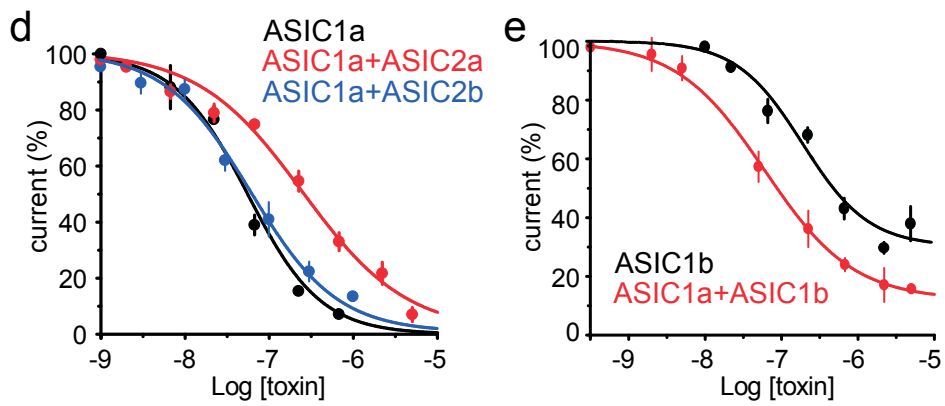 d
ASIC1a
ASIC1a+ASIC2a
ASIC1a+ASIC2b
current (%)
100
80
60
40
20
0
-9
-8
-7
-6
-5
Log [toxin]
e
ASIC1b
ASIC1a+ASIC1b
current (%)
100
80
60
40
20
0
-9
-8
-7
-6
-5
Log [toxin]